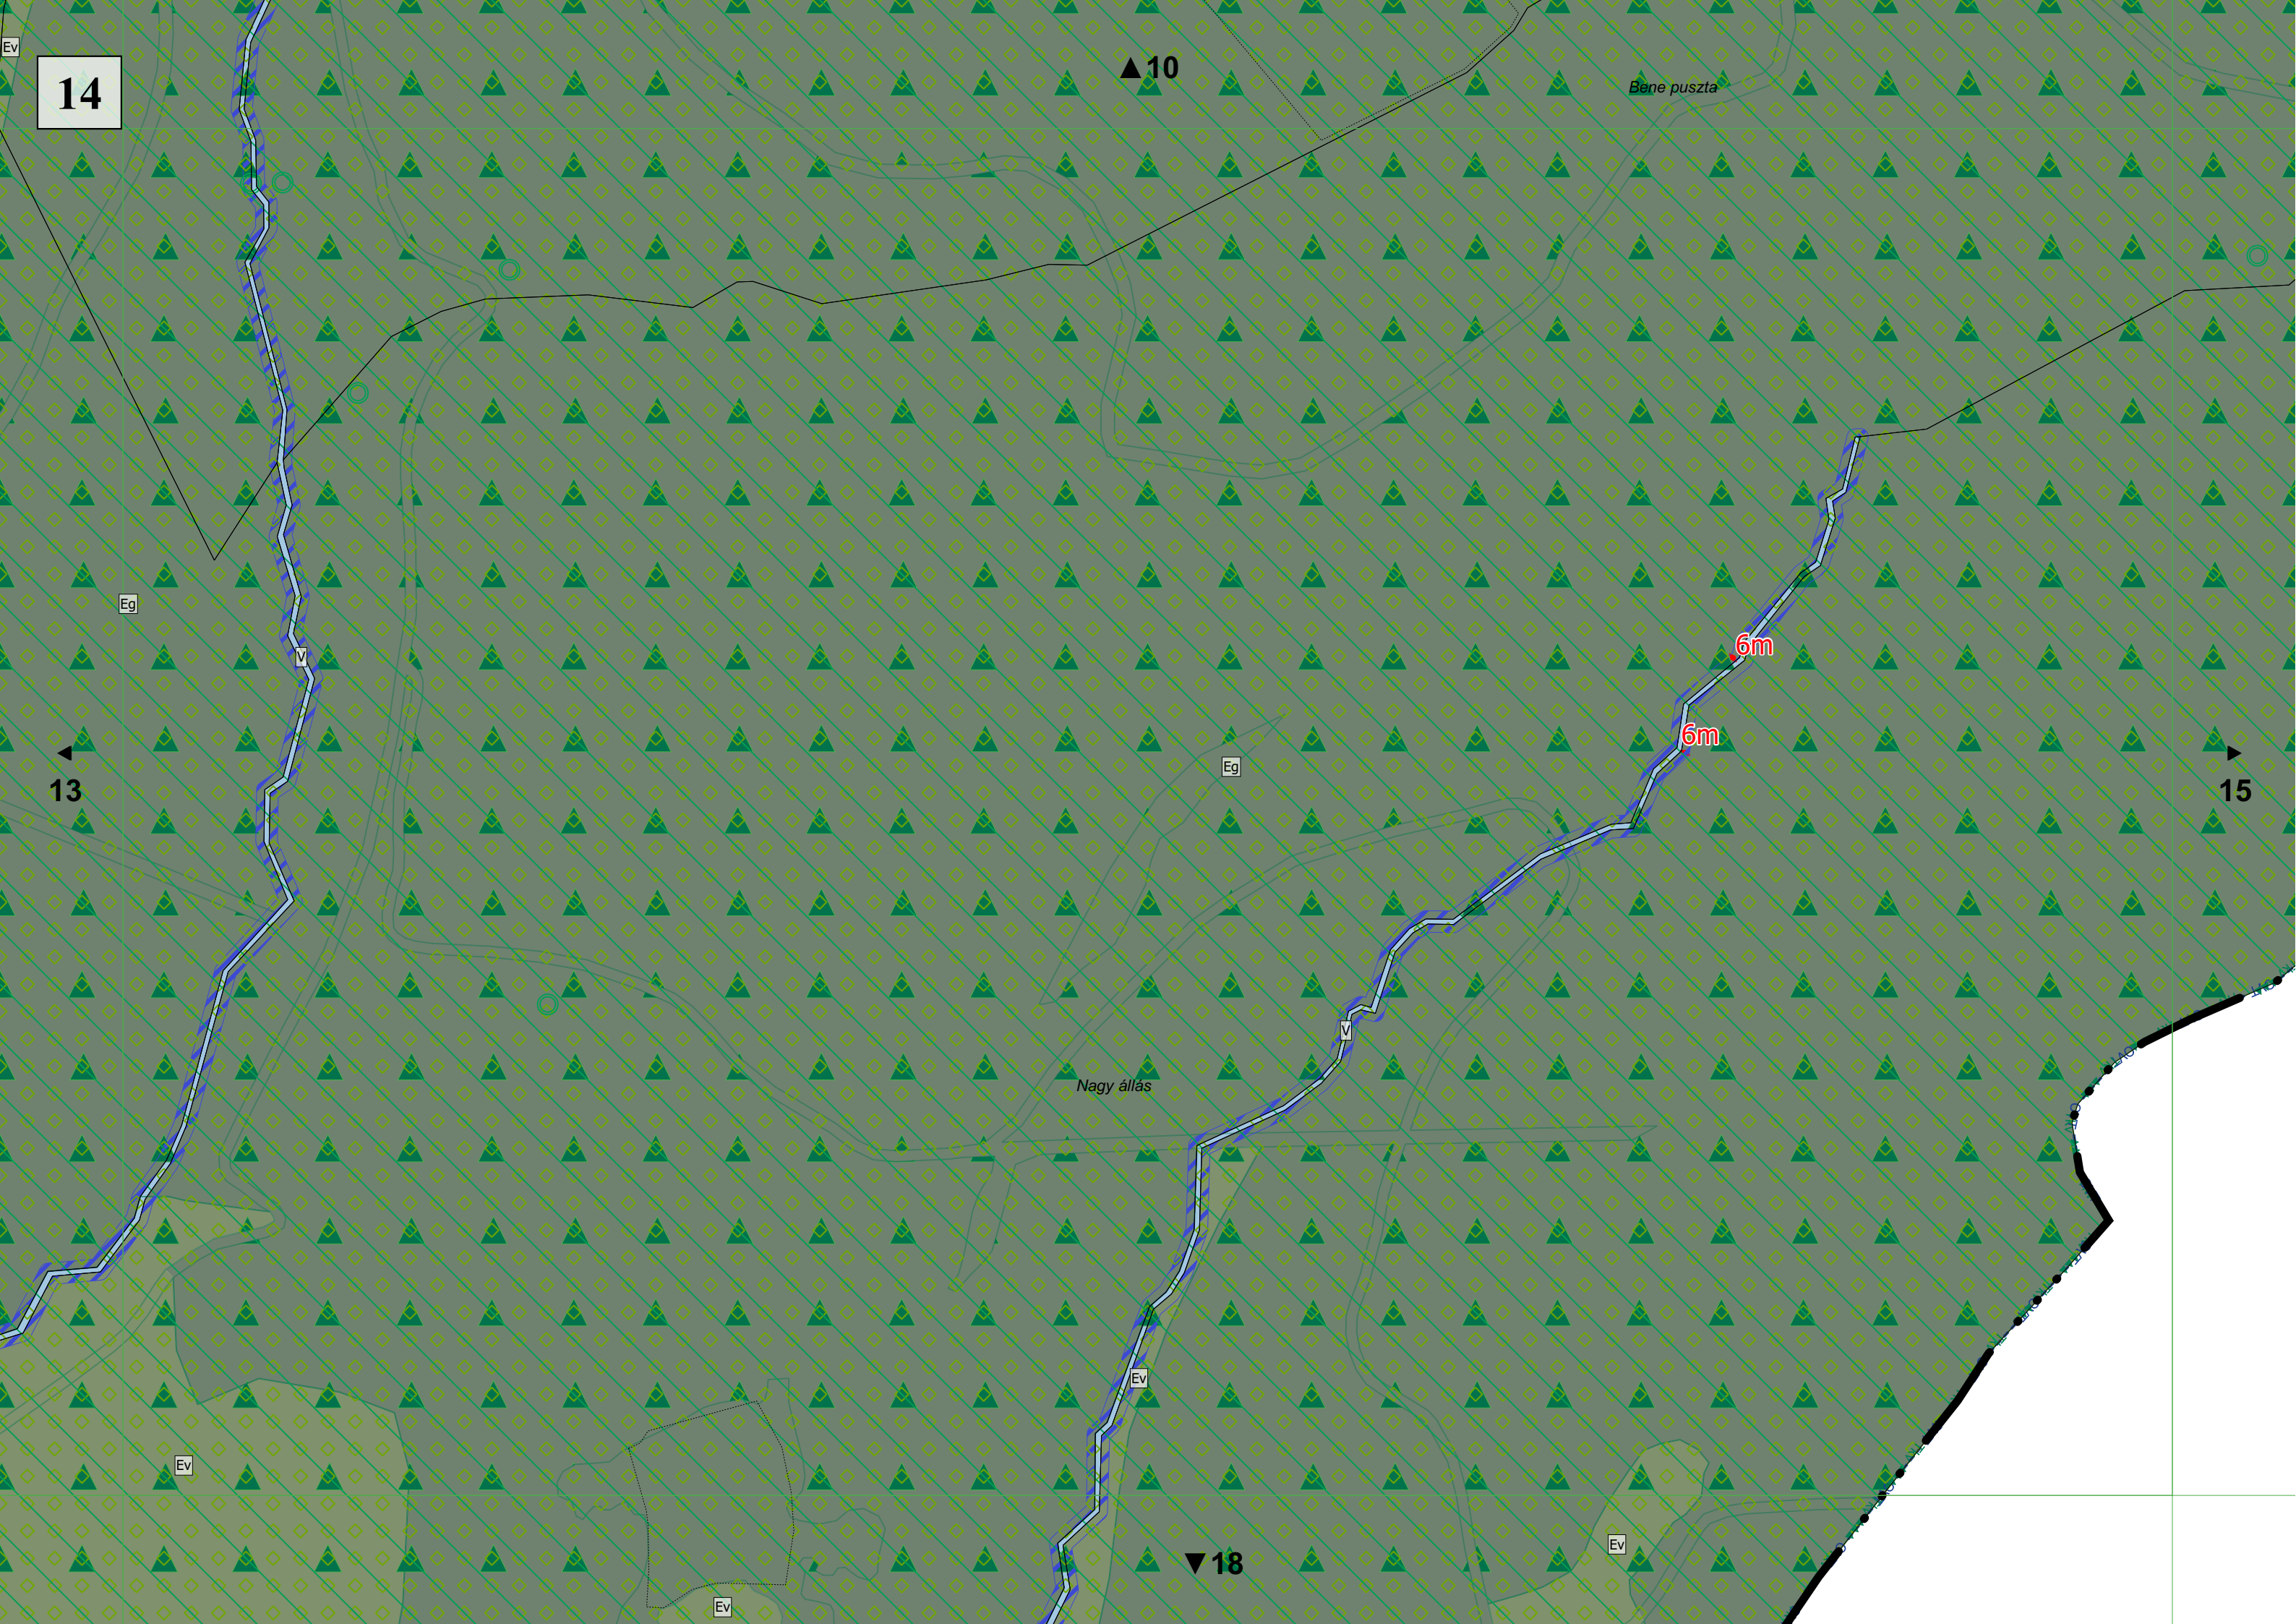 Ev
14
▲10
Bene puszta
Eg
V
6m
6m
◄
13
Eg
►
15
V
Nagy állás
Ev
Ev
Ev
▼18
Ev